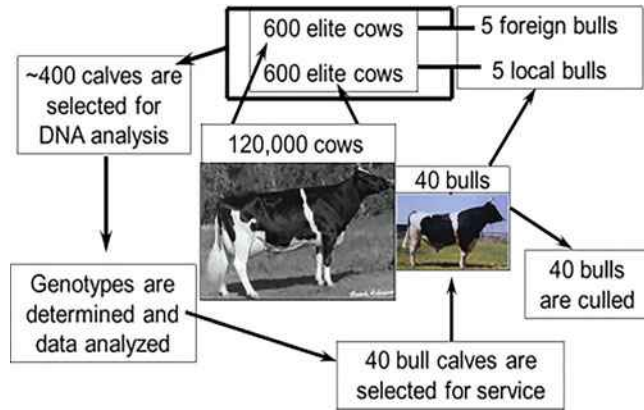 600 elite cows
600 elite cows
5 foreign bulls
5 local bulls
~400 calves are
selected for
DNA analysis
120,000 cows
40 bulls
40 bulls
are culled
Genotypes are
determined and
data analyzed
40 bull calves are
selected for service